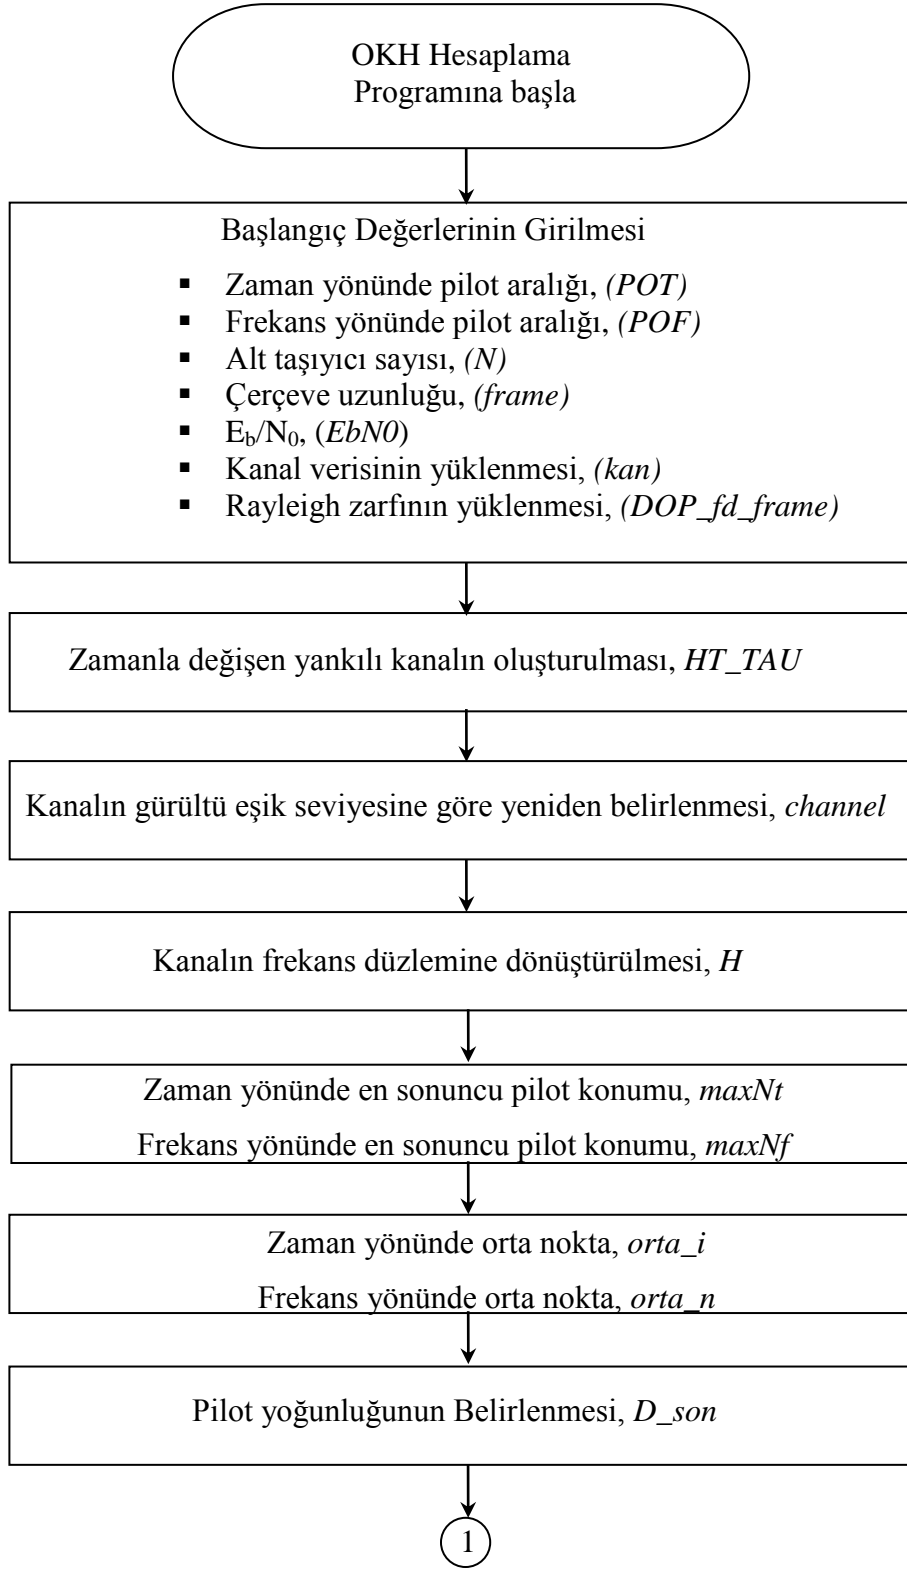 OKH Hesaplama
Programına başla
Başlangıç Değerlerinin Girilmesi
▪ Zaman yönünde pilot aralığı, (POT)
▪ Frekans yönünde pilot aralığı, (POF)
▪ Alt taşıyıcı sayısı, (N)
▪ Çerçeve uzunluğu, (frame)
▪ E_b/N_0, (EbN0)
▪ Kanal verisinin yüklenmesi, (kan)
▪ Rayleigh zarfının yüklenmesi, (DOP_fd_frame)
Zamanla değişen yankılı kanalın oluşturulması, HT_TAU
Kanalın gürültü eşik seviyesine göre yeniden belirlenmesi, channel
Kanalın frekans düzlemine dönüştürülmesi, H
Zaman yönünde en sonuncu pilot konumu, maxNt
Frekans yönünde en sonuncu pilot konumu, maxNf
Zaman yönünde orta nokta, orta_i
Frekans yönünde orta nokta, orta_n
Pilot yoğunluğunun Belirlenmesi, D_son
1